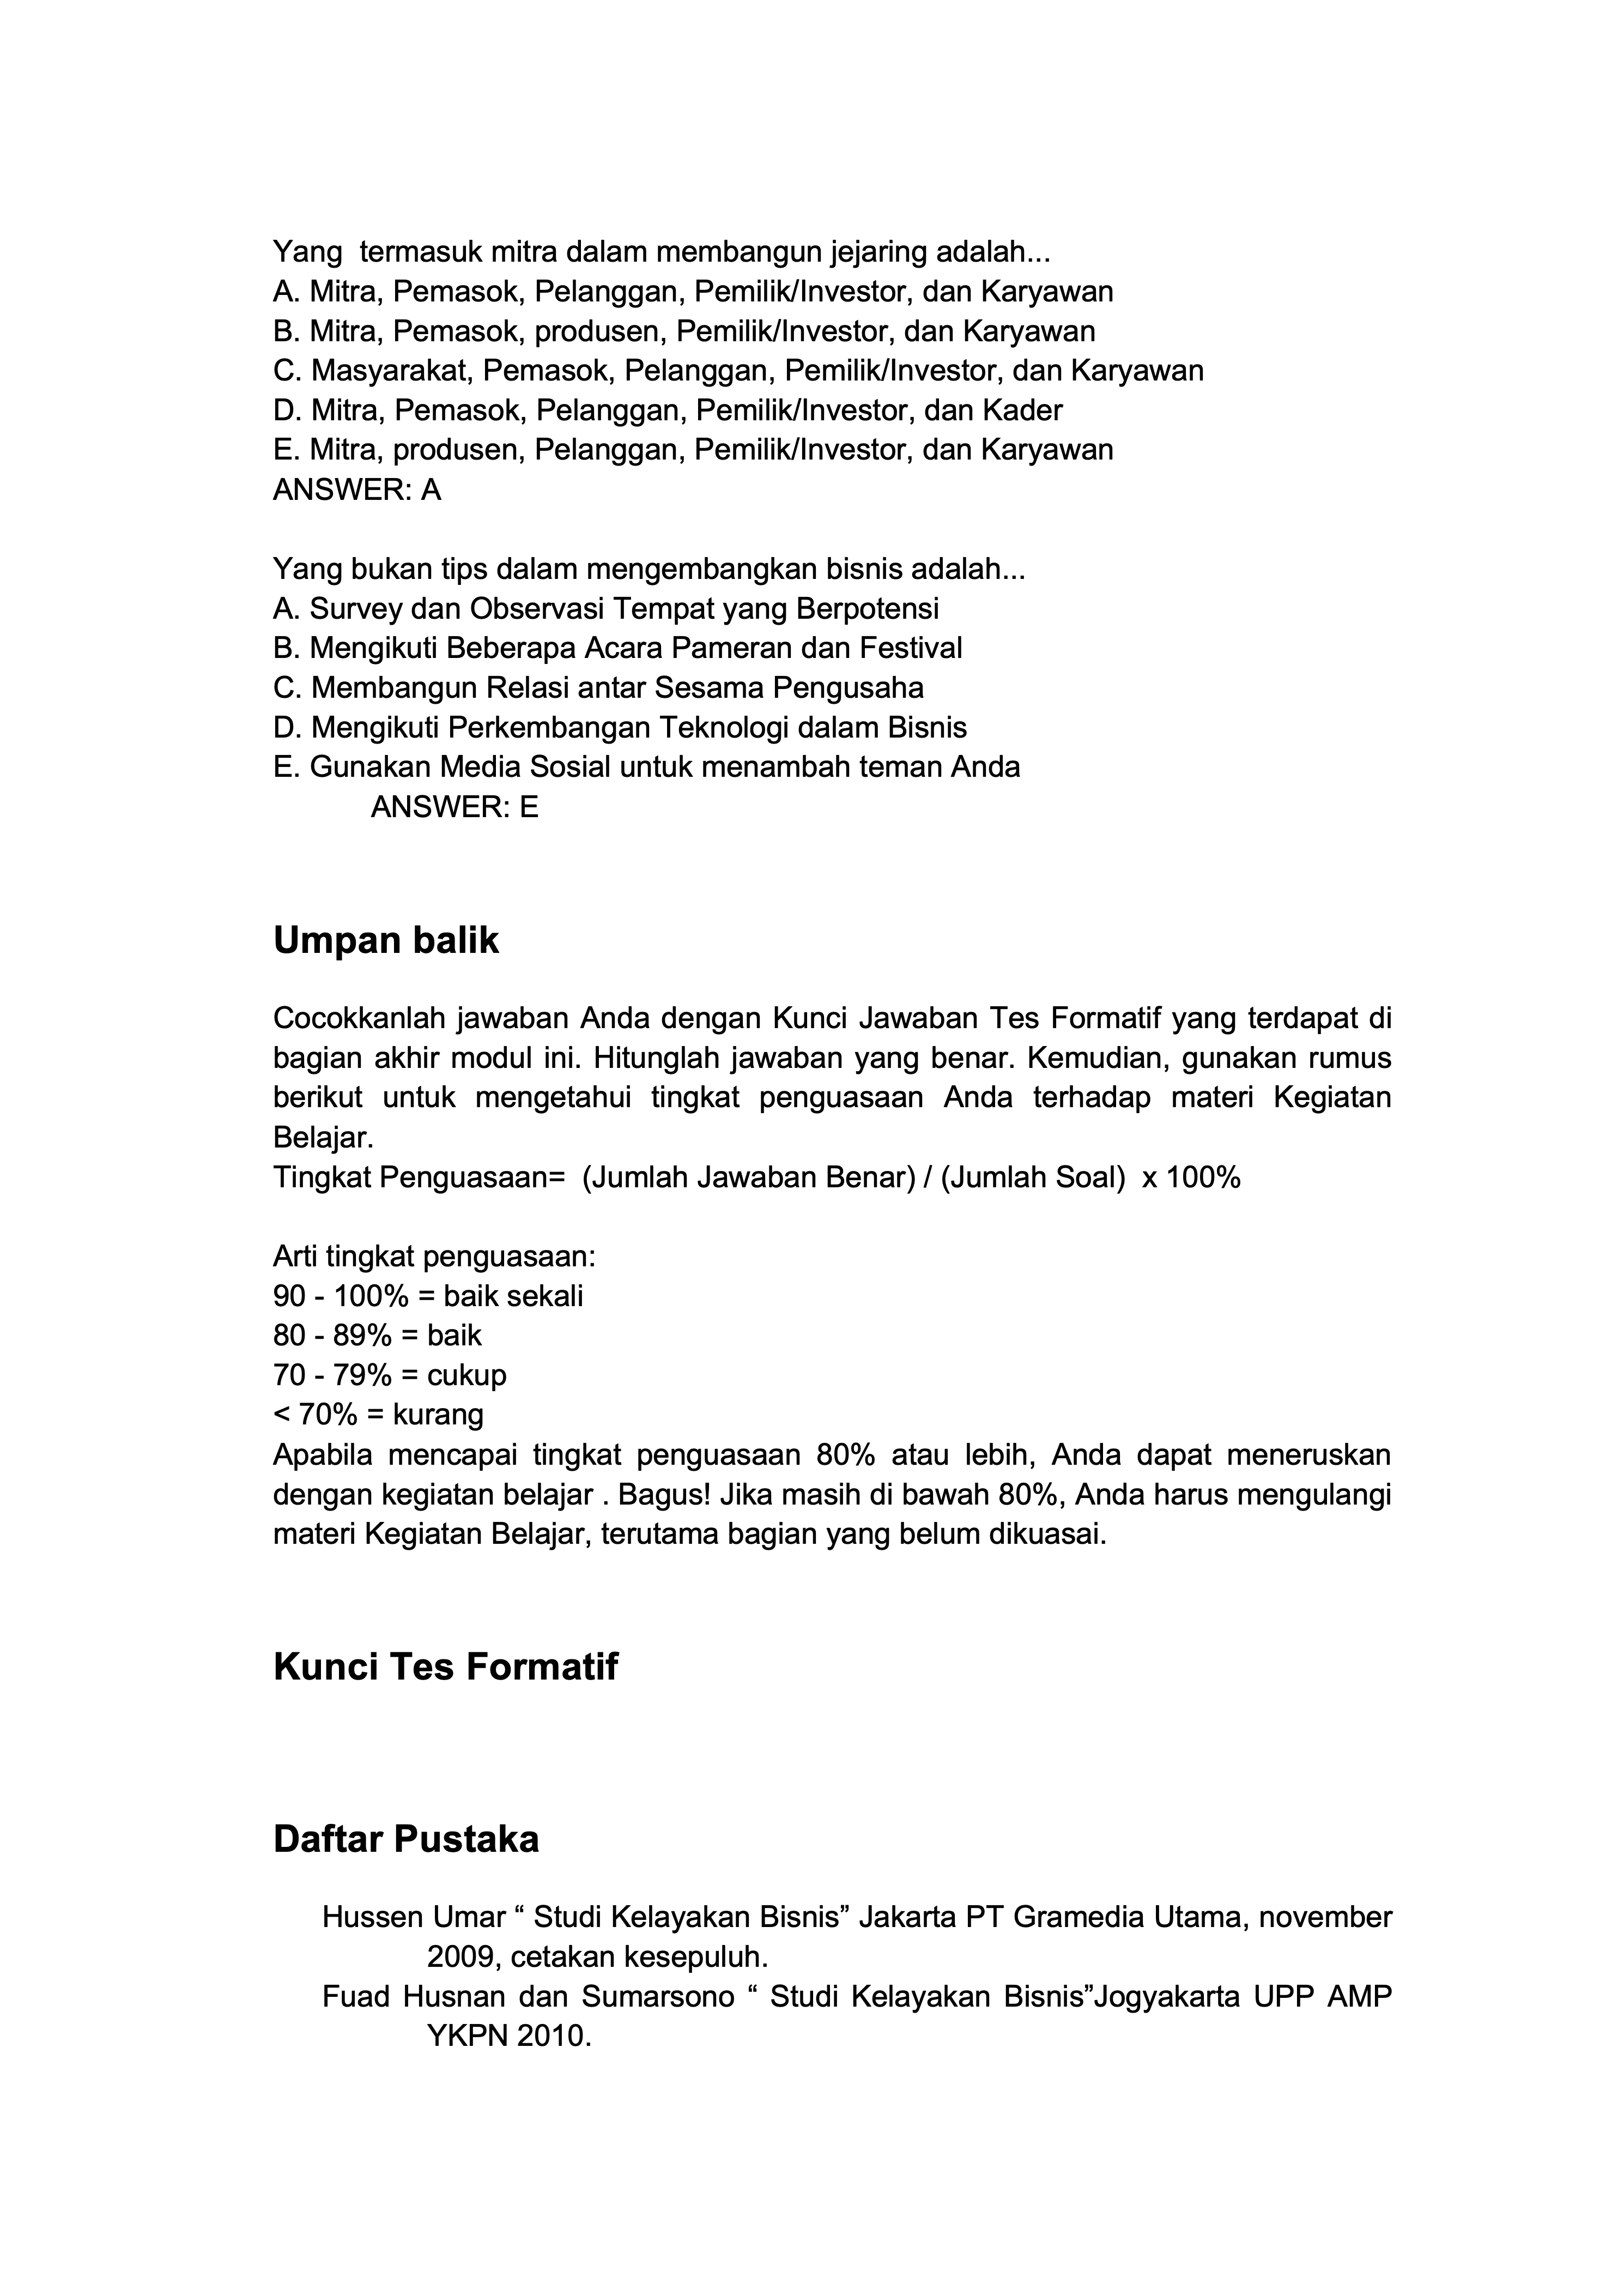 Yang  termasuk mitra dalam membangun jejaring adalah...
A. Mitra, Pemasok, Pelanggan, Pemilik/Investor, dan Karyawan
B. Mitra, Pemasok, produsen, Pemilik/Investor, dan Karyawan
C. Masyarakat, Pemasok, Pelanggan, Pemilik/Investor, dan Karyawan
D. Mitra, Pemasok, Pelanggan, Pemilik/Investor, dan Kader
E. Mitra, produsen, Pelanggan, Pemilik/Investor, dan Karyawan
ANSWER: A
Yang bukan tips dalam mengembangkan bisnis adalah...
A. Survey dan Observasi Tempat yang Berpotensi
B. Mengikuti Beberapa Acara Pameran dan Festival
C. Membangun Relasi antar Sesama Pengusaha
D. Mengikuti Perkembangan Teknologi dalam Bisnis
E. Gunakan Media Sosial untuk menambah teman Anda
ANSWER: E
Umpan balik
Cocokkanlah jawaban Anda dengan Kunci Jawaban Tes Formatif yang terdapat di
bagian akhir modul ini. Hitunglah jawaban yang benar. Kemudian, gunakan rumus
berikut untuk mengetahui tingkat penguasaan Anda terhadap materi Kegiatan
Belajar.
Tingkat Penguasaan=  (Jumlah Jawaban Benar) / (Jumlah Soal)  x 100%
Arti tingkat penguasaan:
90 - 100% = baik sekali
80 - 89% = baik
70 - 79% = cukup
< 70% = kurang
Apabila mencapai tingkat penguasaan 80% atau lebih, Anda dapat meneruskan
dengan kegiatan belajar . Bagus! Jika masih di bawah 80%, Anda harus mengulangi
materi Kegiatan Belajar, terutama bagian yang belum dikuasai.
Kunci Tes Formatif
Daftar Pustaka
Hussen Umar “ Studi Kelayakan Bisnis” Jakarta PT Gramedia Utama, november
2009, cetakan kesepuluh.
Fuad Husnan dan Sumarsono “ Studi Kelayakan Bisnis”Jogyakarta UPP AMP
YKPN 2010.